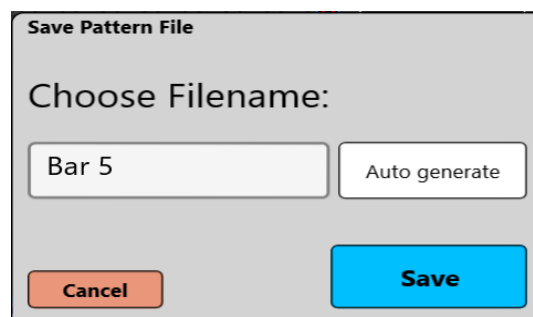 Save Pattern File
Choose Filename:
Bar 5
Auto generate
Save
Cancel